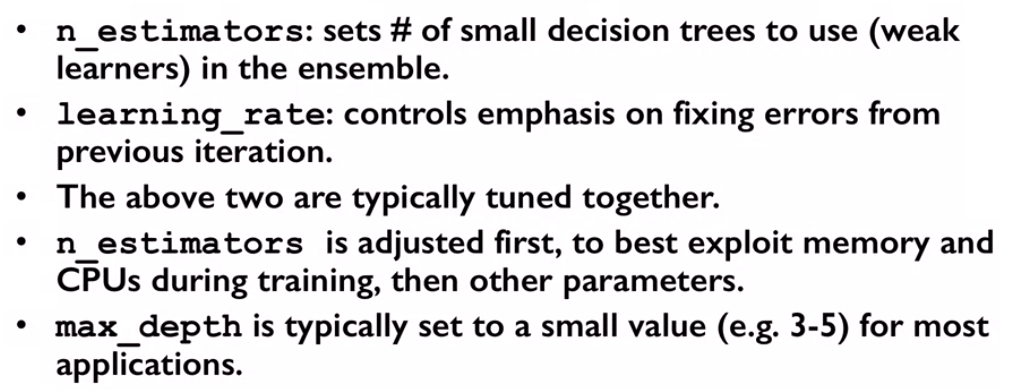 • n_estimators: sets # of small decision trees to use (weak
learners) in the ensemble.
• learning_rate: controls emphasis on fixing errors from
previous iteration.
• The above two are typically tuned together.
• n_estimators is adjusted first, to best exploit memory and
CPUs during training, then other parameters.
• max_depth is typically set to a small value (e.g. 3-5) for most
applications.